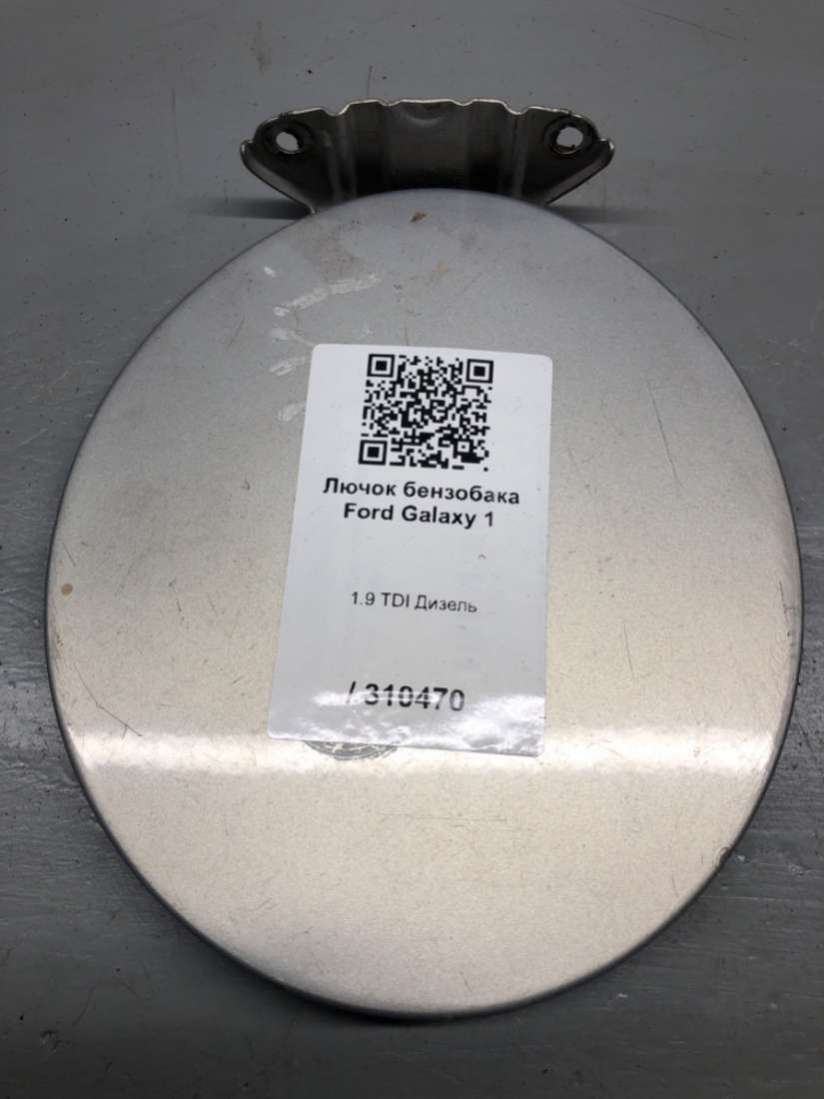 Лючок бензобака
Ford Galaxy 1
1.9 TDI Дизель
/ 310470